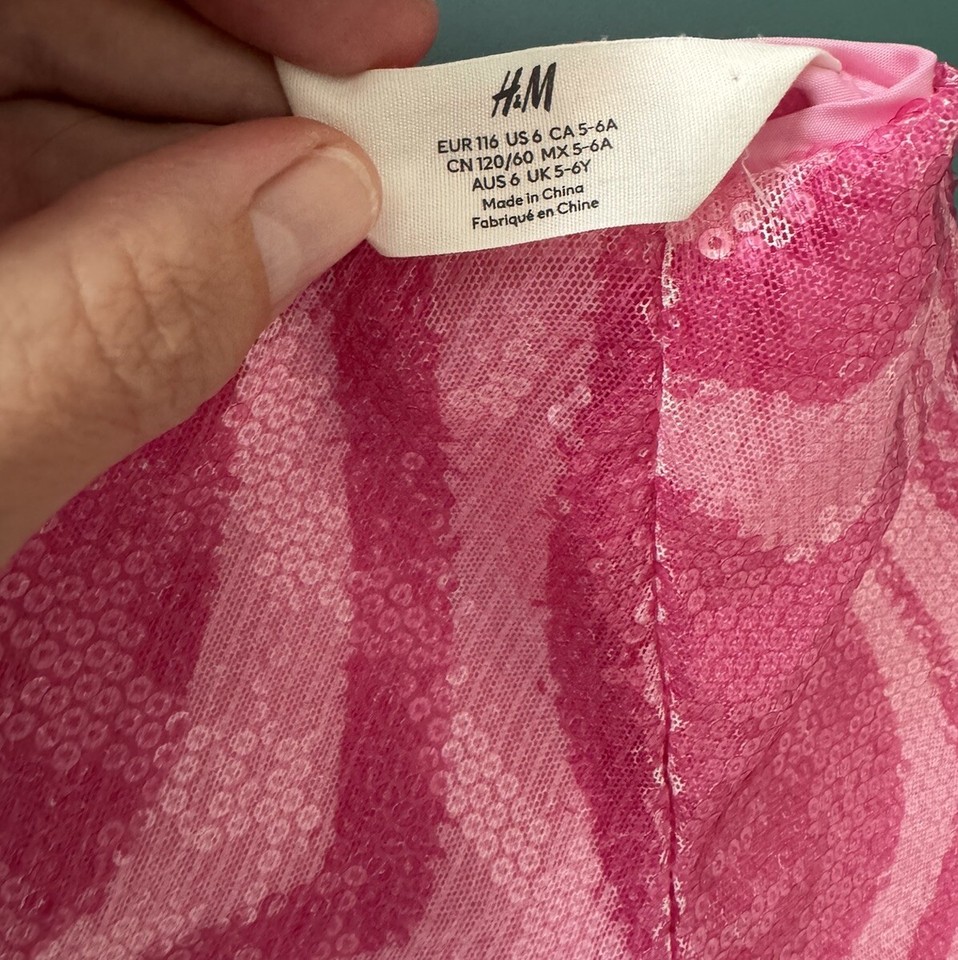 H&M
EUR 116 US 6 CA 5-6A
CN 120/60 MX 5-6A
AUS 6 UK 5-6Y
Made in China
Fabriqué en Chine